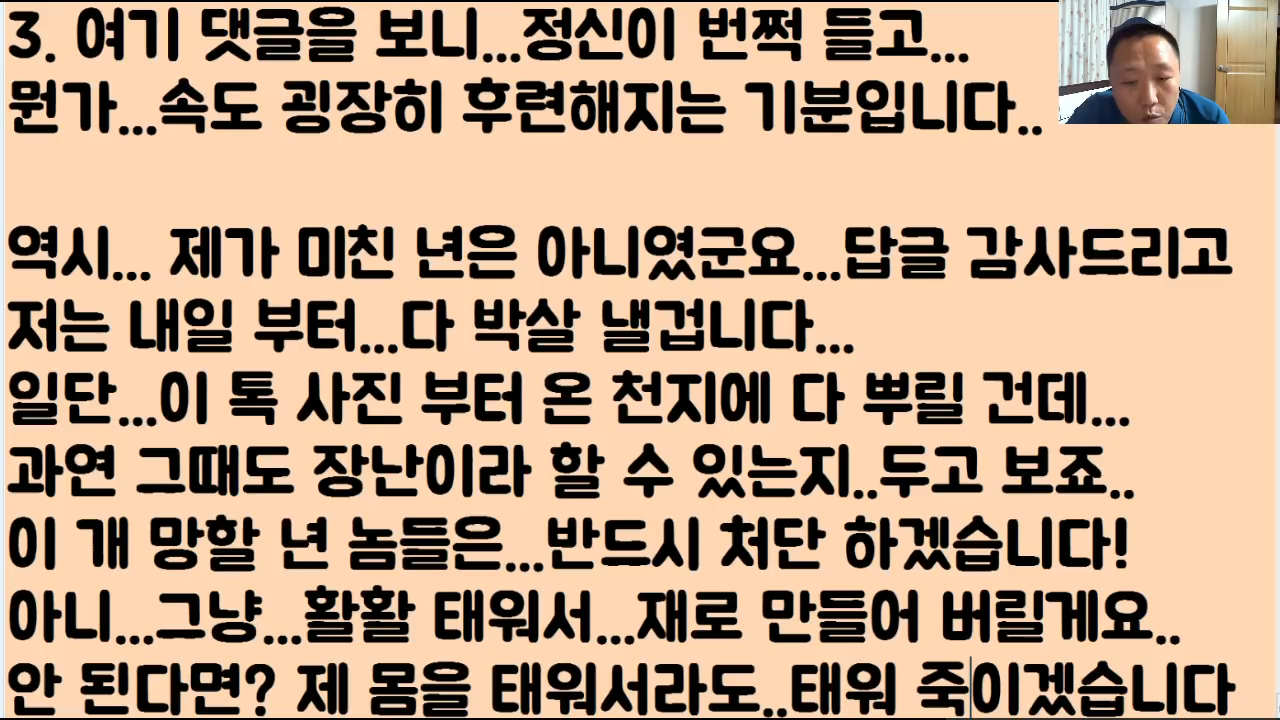 3. 여기 댓글을 보니...정신이 번쩍 들고...
뭔가...속도 굉장히 후련해지는 기분입니다..
역시... 제가 미친 년은 아니였군요...답글 감사드리고
저는 내일 부터...다 박살 낼겁니다...
일단...이 톡 사진 부터 온 천지에 다 뿌릴 건데...
과연 그때도 장난이라 할 수 있는지..두고 보죠..
이 개 망할 년 놈들은...반드시 처단 하겠습니다!
아니...그냥...활활 태워서...재로 만들어 버릴게요..
안 된다면? 제 몸을 태워서라도..태워 죽이겠습니다